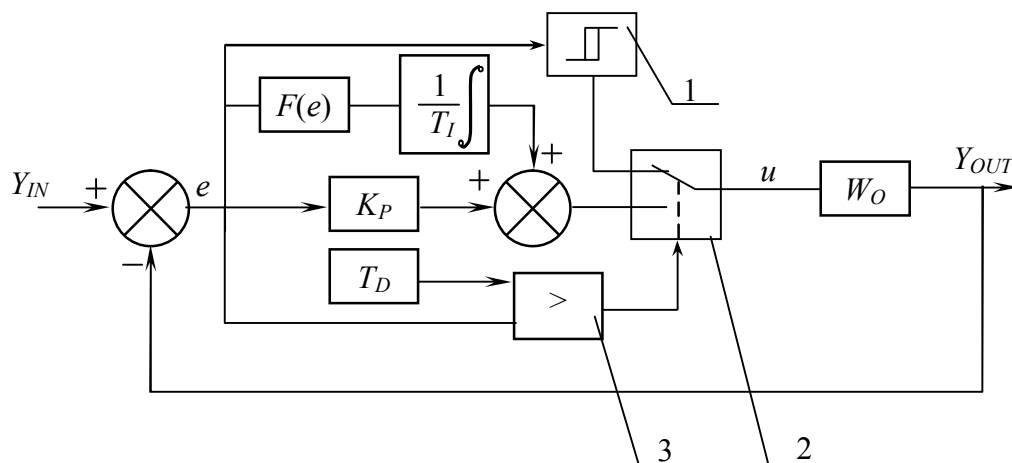 1
F(e)
1
T_I
∫
+
Y_IN
+
e
+
K_P
u
W_O
Y_OUT
−
T_D
>
3
2